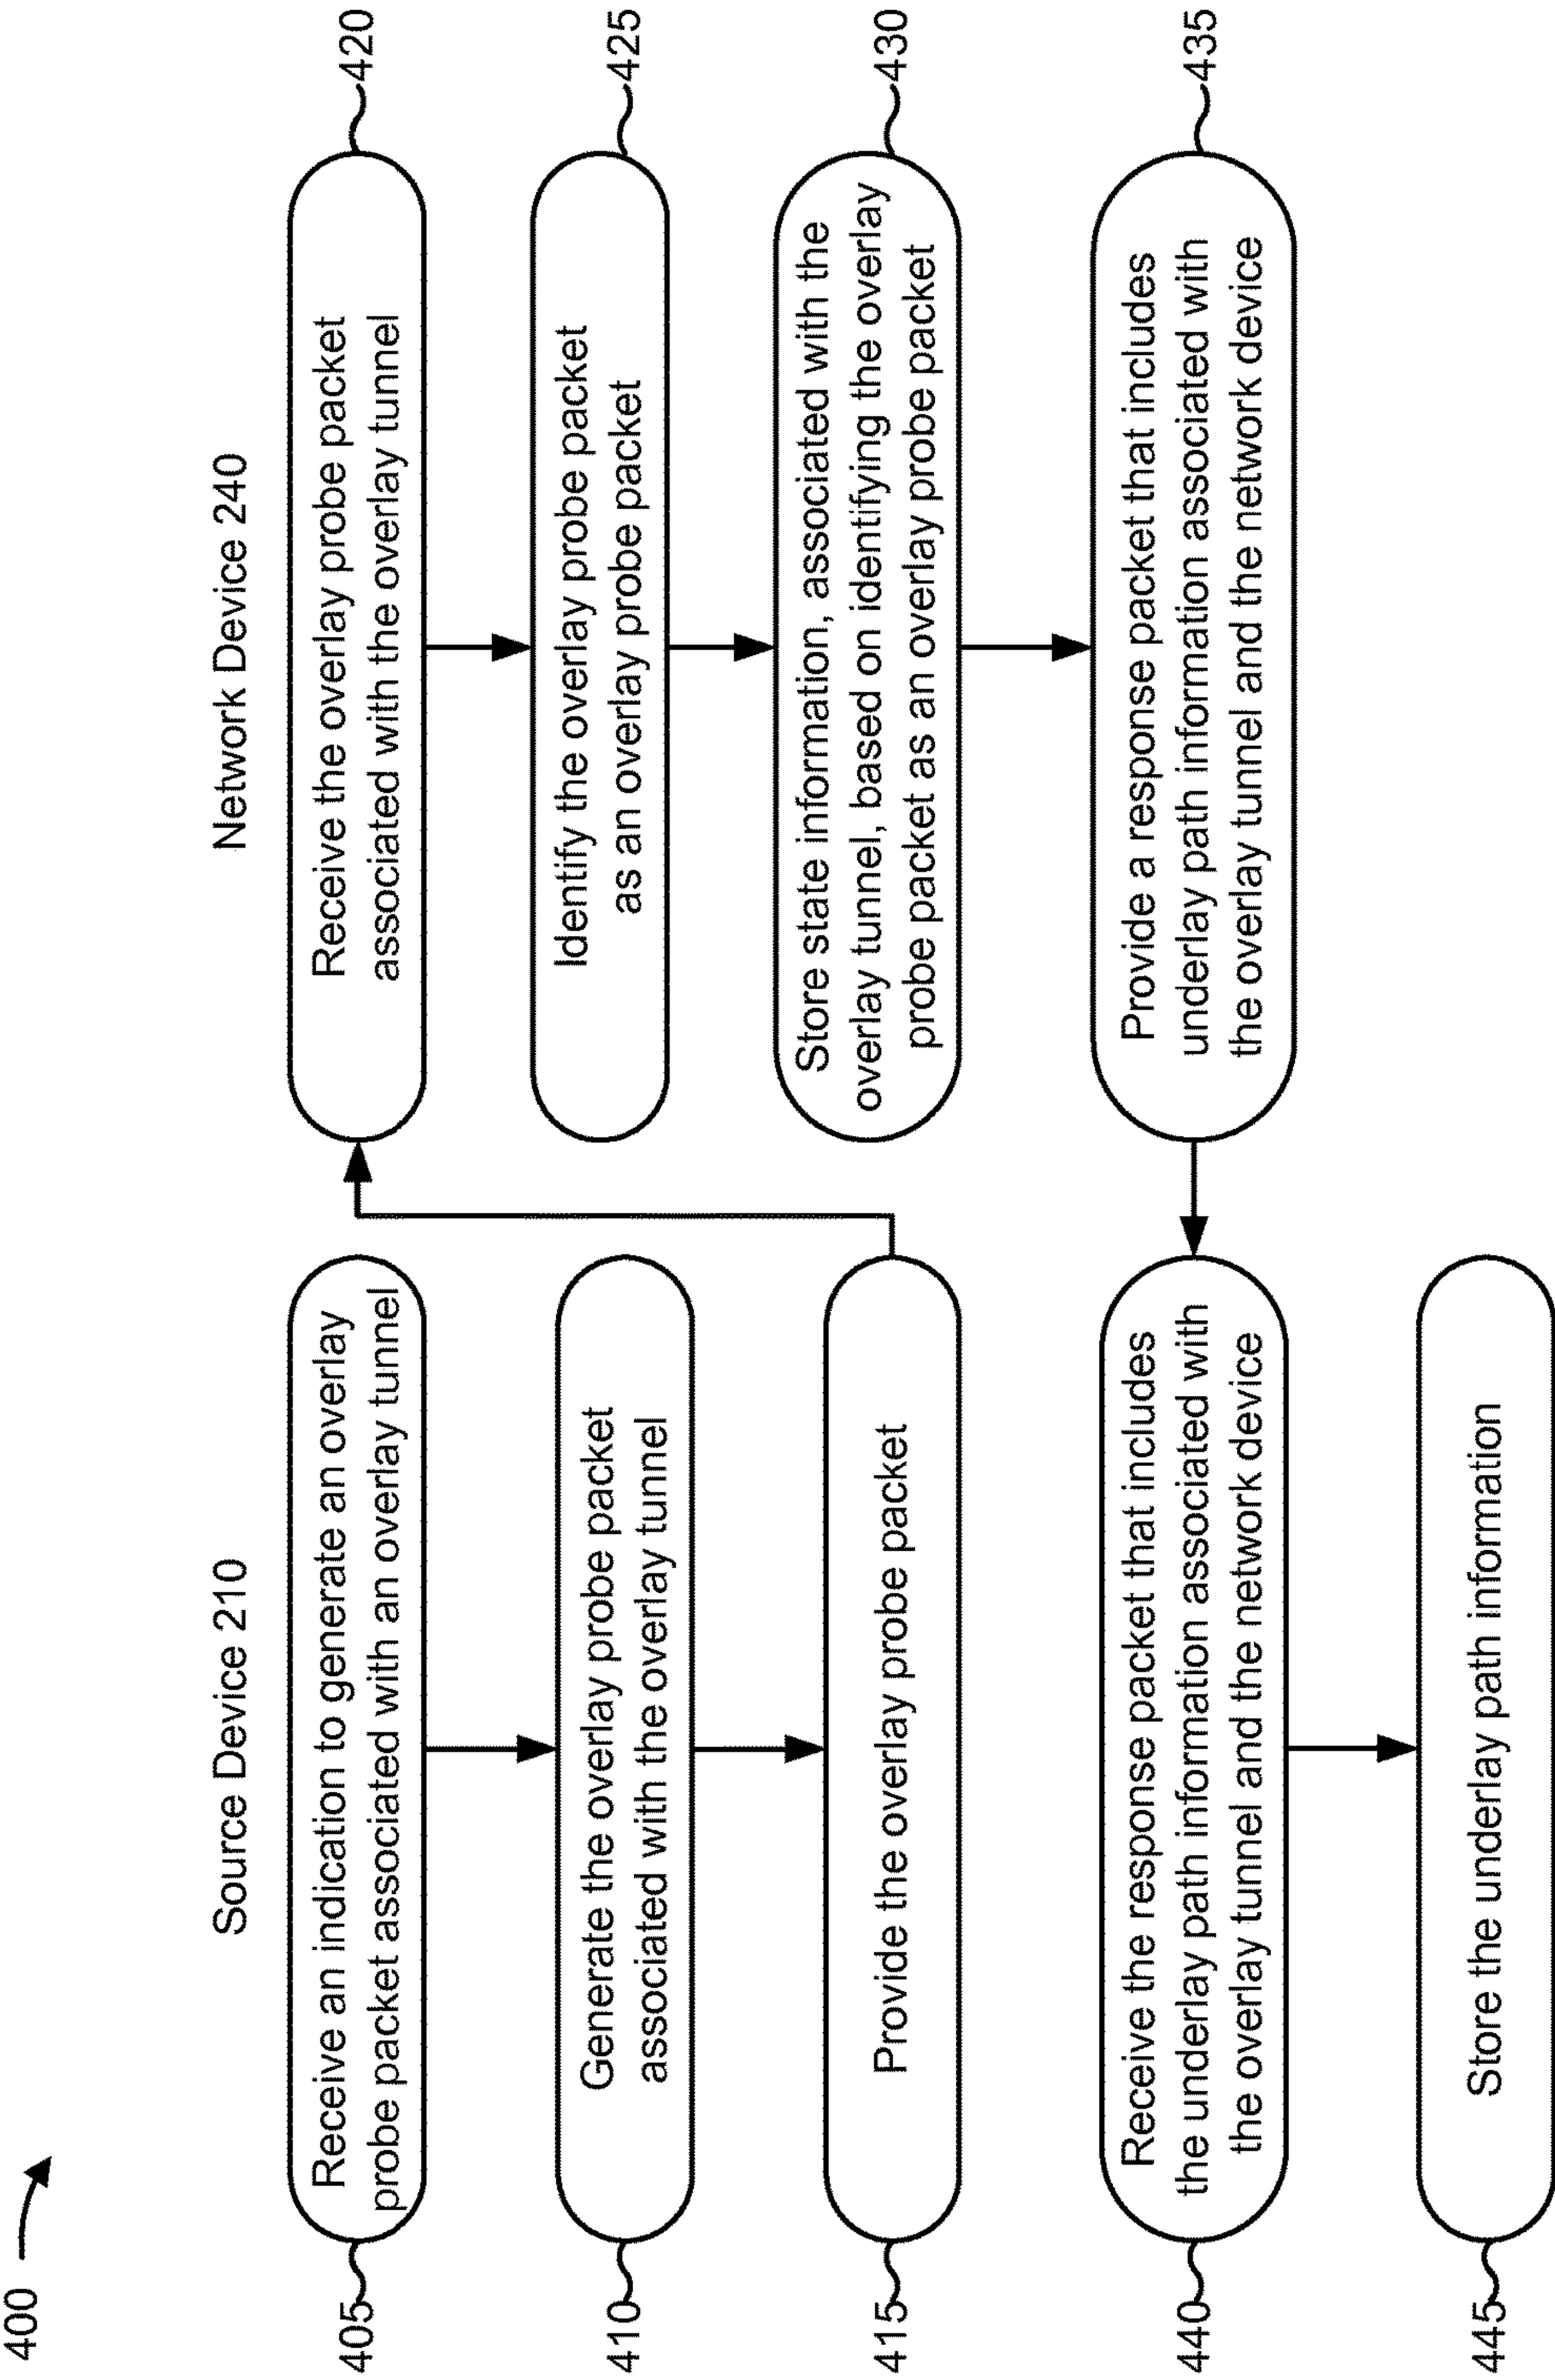 400
Source Device 210
405
Receive an indication to generate an overlay
probe packet associated with an overlay tunnel
410
Generate the overlay probe packet
associated with the overlay tunnel
415
Provide the overlay probe packet
Network Device 240
Receive the overlay probe packet
associated with the overlay tunnel
420
Identify the overlay probe packet
as an overlay probe packet
425
Store state information, associated with the
overlay tunnel, based on identifying the overlay
probe packet as an overlay probe packet
430
Provide a response packet that includes
underlay path information associated with
the overlay tunnel and the network device
435
440
Receive the response packet that includes
the underlay path information associated with
the overlay tunnel and the network device
445
Store the underlay path information